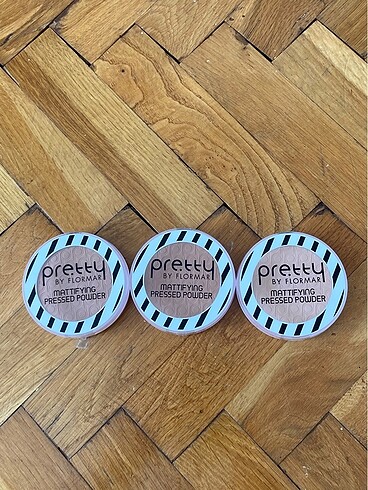 pretty
BY FLORMAR
MATTIFYING
PRESSED POWDER
pretty
BY FLORMAR
MATTIFYING
PRESSED POWDER
pretty
BY FLORMAR
MATTIFYING
PRESSED POWDER